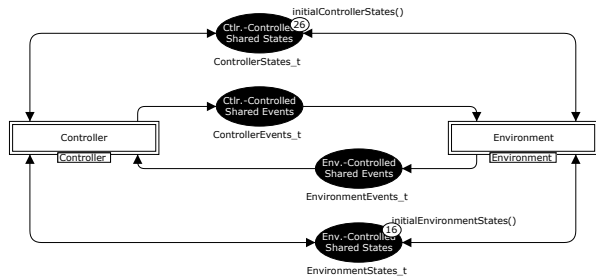 initialControllerStates()
Ctlr.-Controlled
Shared States
26
ControllerStates_t
Ctlr.-Controlled
Shared Events
ControllerEvents_t
Controller
Controller
Environment
Environment
Env.-Controlled
Shared Events
EnvironmentEvents_t
initialEnvironmentStates()
16
Env.-Controlled
Shared States
EnvironmentStates_t